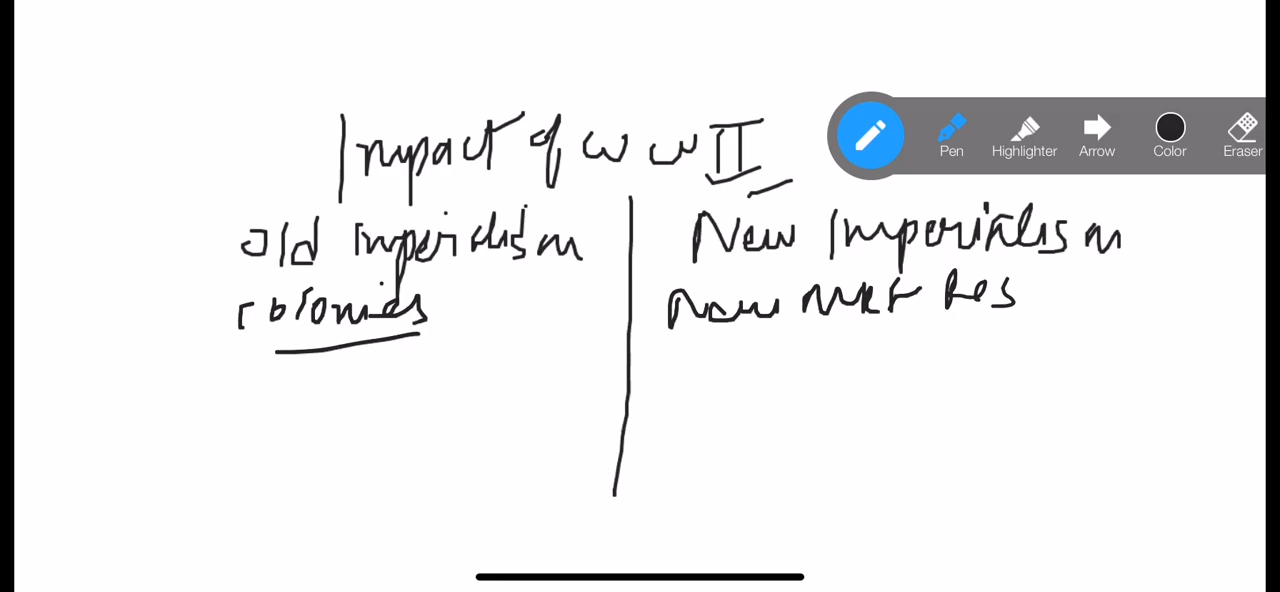 Impact of WW II
Old Imperialism
colonies
New Imperialism
New MKT Res
Pen
Highlighter
Arrow
Color
Eraser